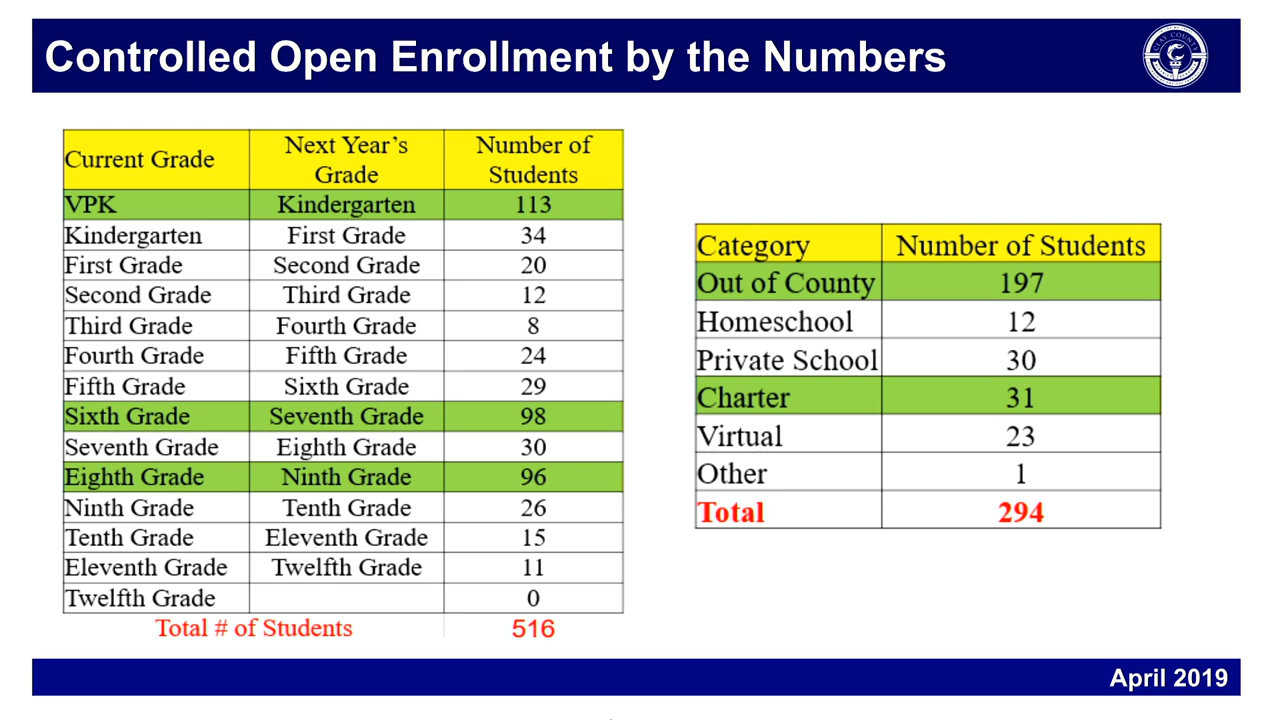 Controlled Open Enrollment by the Numbers
CLAY COUNTY
Current Grade Next Year's Grade Number of Students
VPK Kindergarten 113
Kindergarten First Grade 34
First Grade Second Grade 20
Second Grade Third Grade 12
Third Grade Fourth Grade 8
Fourth Grade Fifth Grade 24
Fifth Grade Sixth Grade 29
Sixth Grade Seventh Grade 98
Seventh Grade Eighth Grade 30
Eighth Grade Ninth Grade 96
Ninth Grade Tenth Grade 26
Tenth Grade Eleventh Grade 15
Eleventh Grade Twelfth Grade 11
Twelfth Grade 0
Total # of Students 516
Category Number of Students
Out of County 197
Homeschool 12
Private School 30
Charter 31
Virtual 23
Other 1
Total 294
April 2019